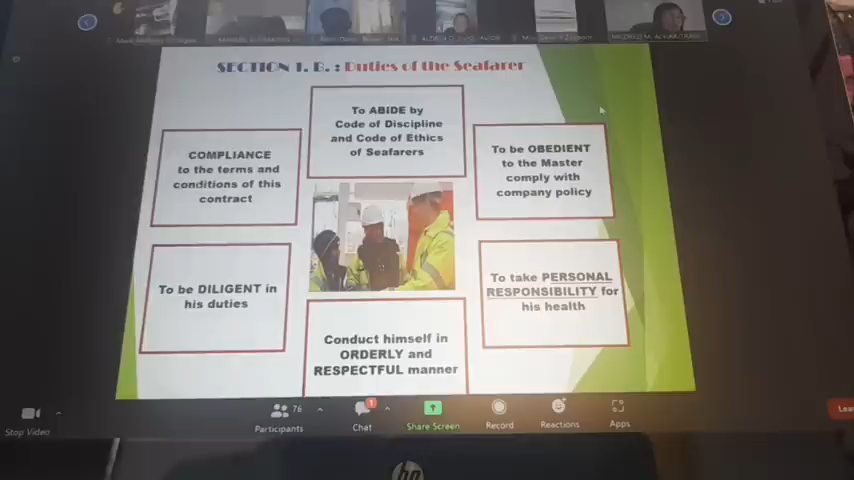 SECTION 1. B. : Duties of the Seafarer
To ABIDE by
Code of Discipline
and Code of Ethics
of Seafarers
COMPLIANCE
to the terms and
conditions of this
contract
To be OBEDIENT
to the Master
comply with
company policy
To be DILIGENT in
his duties
To take PERSONAL
RESPONSIBILITY for
his health
Conduct himself in
ORDERLY and
RESPECTFUL manner
Stop Video
76
Participants
1
Chat
Share Screen
Record
Reactions
Apps
hp